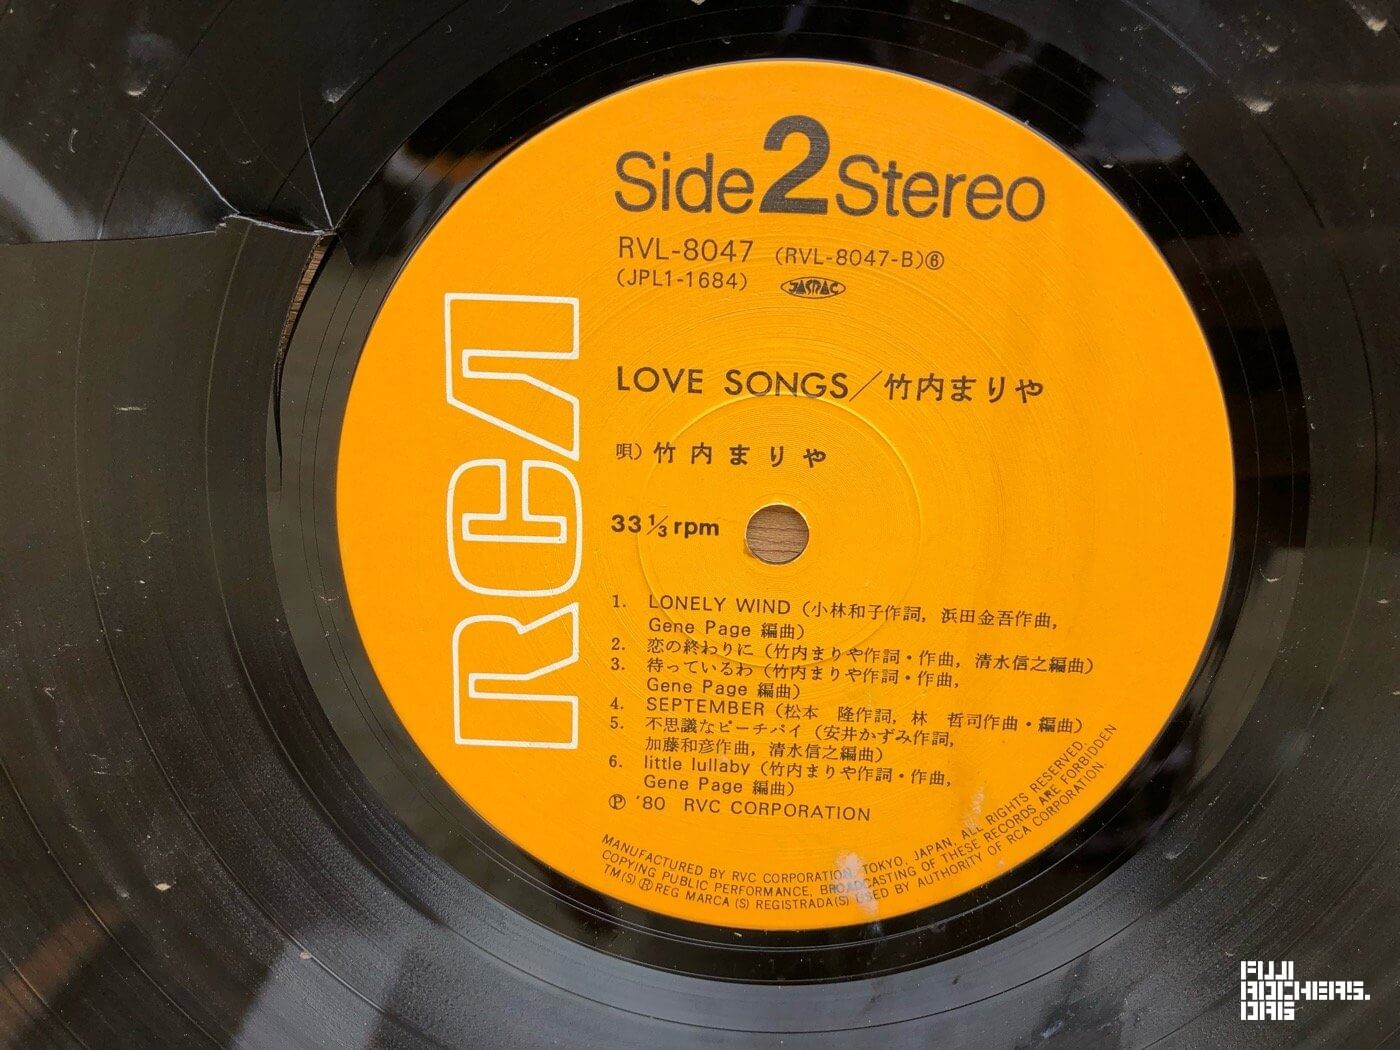 Side 2 Stereo
RVL-8047 (RVL-8047-B)⑥
(JPL1-1684) JASRAC
LOVE SONGS／竹内まりや
唄）竹内まりや
33⅓rpm
RCA
1. LONELY WIND（小林和子作詞，浜田金吾作曲，
Gene Page 編曲）
2. 恋の終わりに（竹内まりや作詞・作曲，清水信之編曲）
3. 待っているわ（竹内まりや作詞・作曲，
Gene Page 編曲）
4. SEPTEMBER（松本　隆作詞，林　哲司作曲・編曲）
5. 不思議なピーチパイ（安井かずみ作詞，
加藤和彦作曲，清水信之編曲）
6. little lullaby（竹内まりや作詞・作曲，
Gene Page 編曲）
Ⓟ '80 RVC CORPORATION
MANUFACTURED BY RVC CORPORATION, TOKYO, JAPAN, ALL RIGHTS RESERVED.
COPYING PUBLIC PERFORMANCE, BROADCASTING OF THESE RECORDS ARE FORBIDDEN
TM(S) ® REG MARCA (S) REGISTRADA(S) USED BY AUTHORITY OF RCA CORPORATION.
FUJI
ROCKERS.
ORG